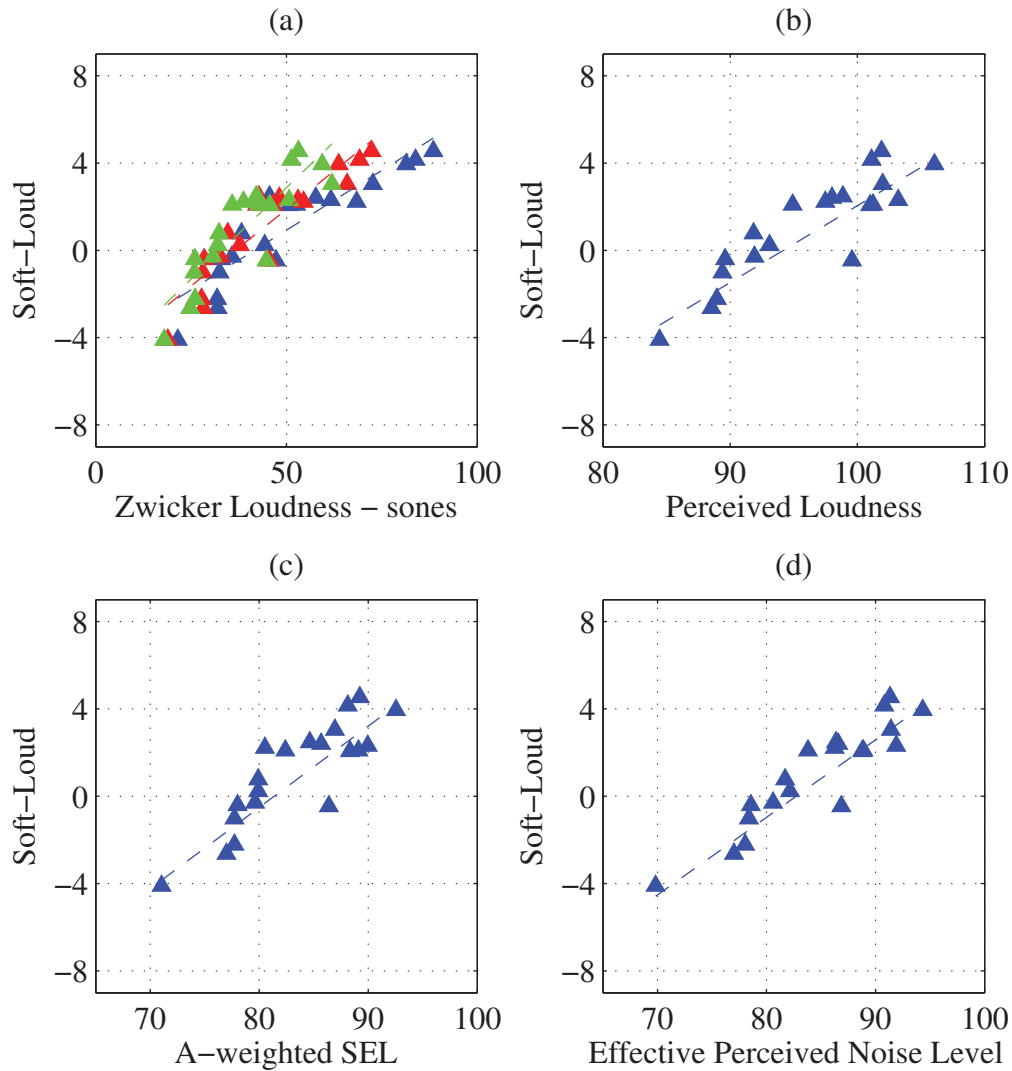 (a)
8
4
0
−4
−8
Soft−Loud
0 50 100
Zwicker Loudness − sones
(b)
8
4
0
−4
−8
Soft−Loud
80 90 100 110
Perceived Loudness
(c)
8
4
0
−4
−8
Soft−Loud
70 80 90 100
A−weighted SEL
(d)
8
4
0
−4
−8
Soft−Loud
70 80 90 100
Effective Perceived Noise Level